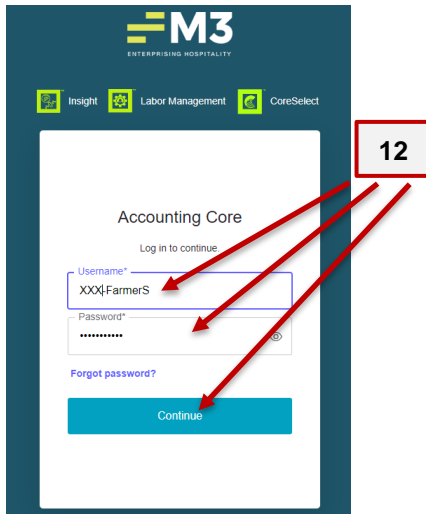 M3
ENTERPRISING HOSPITALITY
Insight Labor Management CoreSelect
12
Accounting Core
Log in to continue.
Username*
XXX-FarmerS
Password*
•••••••••••
Forgot password?
Continue